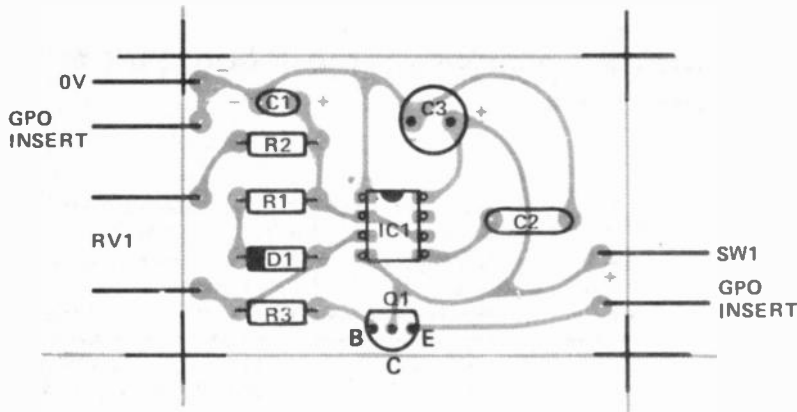 0V
GPO
INSERT
C1
C3
R2
R1
IC1
C2
RV1
D1
SW1
GPO
INSERT
Q1
R3
B
E
C